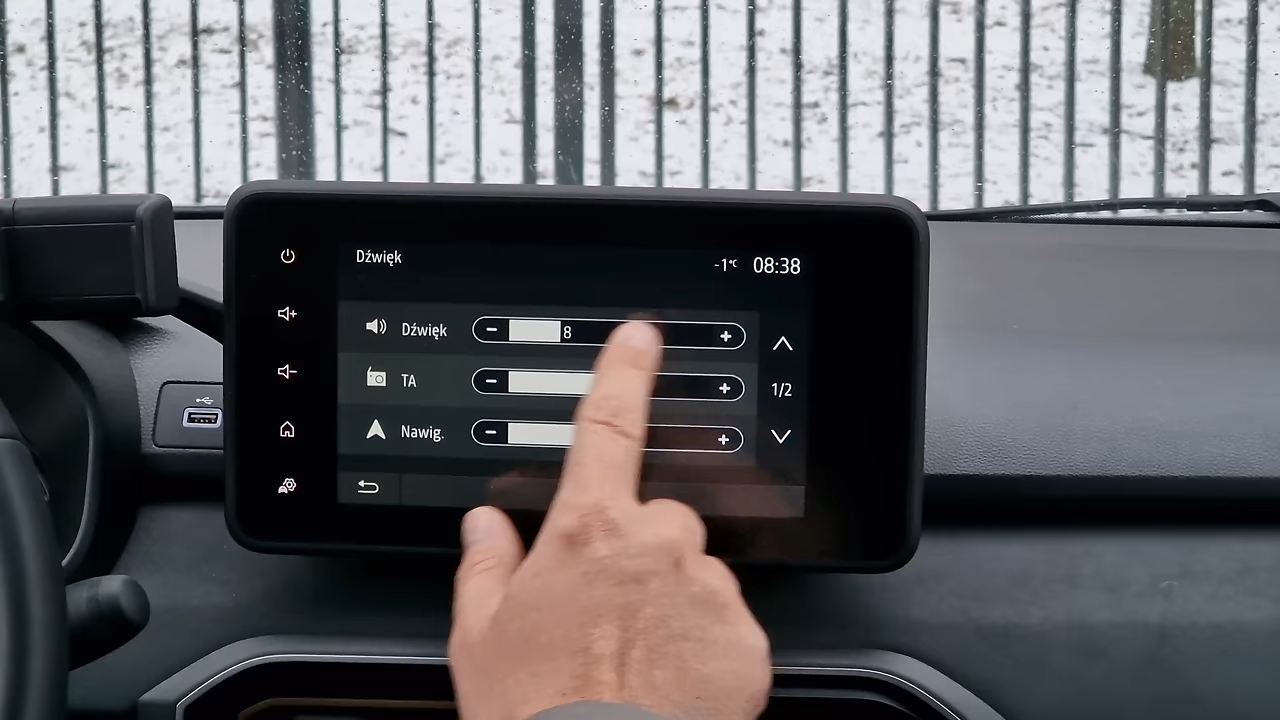 Dźwięk
-1°C 08:38
Dźwięk - 8 +
TA - +
1/2
Nawig. - +